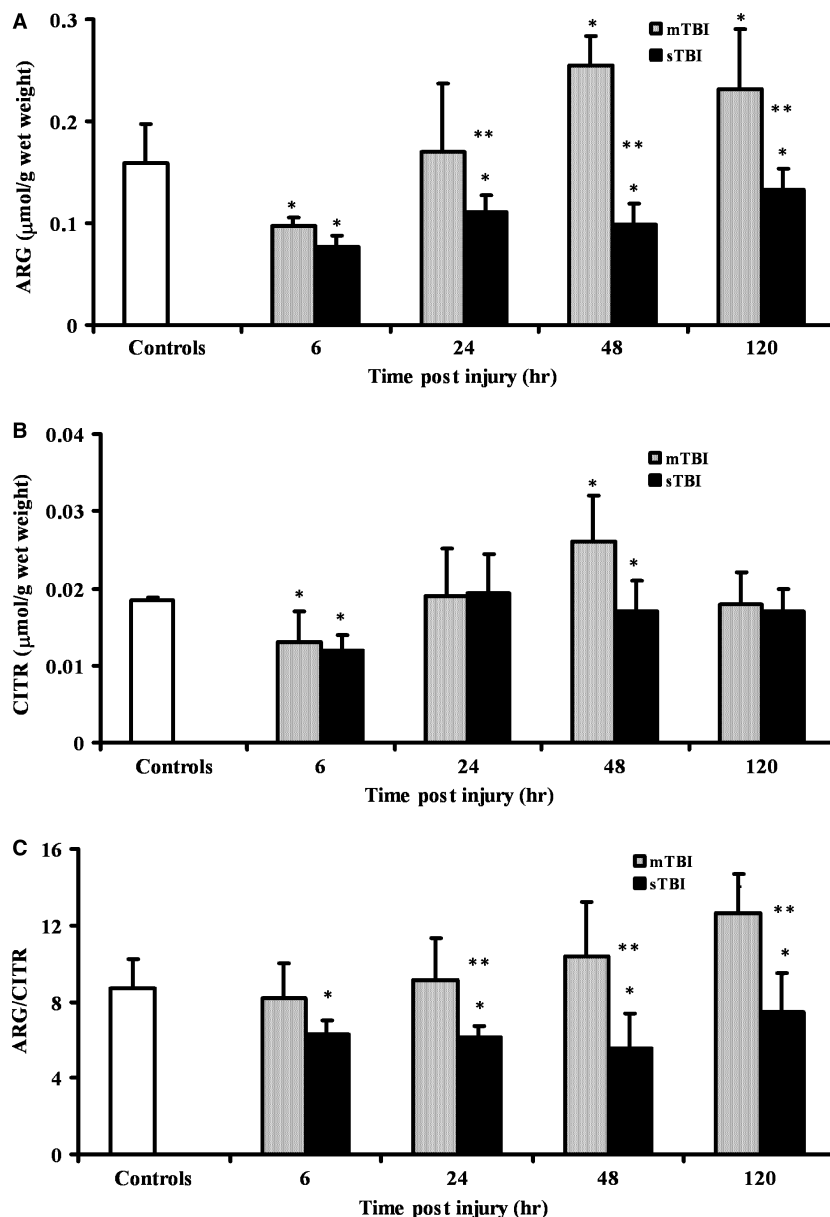 A
ARG (μmol/g wet weight)
0.3
0.2
0.1
0
mTBI
sTBI
* * * ** * * ** * * **
Controls 6 24 48 120
Time post injury (hr)
B
CITR (μmol/g wet weight)
0.04
0.03
0.02
0.01
0
mTBI
sTBI
* * * *
Controls 6 24 48 120
Time post injury (hr)
C
ARG/CITR
16
12
8
4
0
mTBI
sTBI
* ** * ** * ** *
Controls 6 24 48 120
Time post injury (hr)